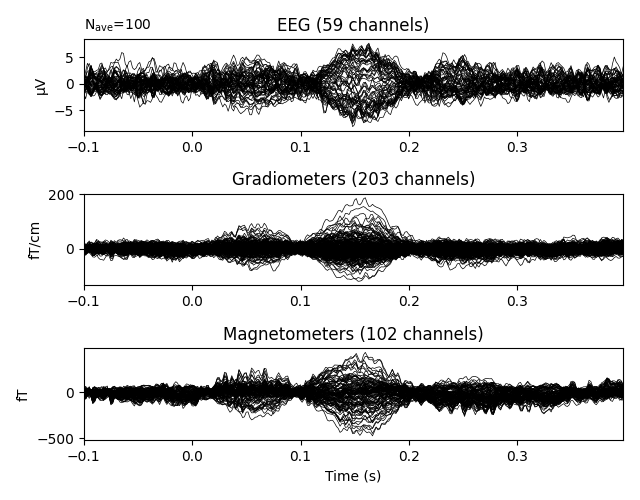 N_ave=100
EEG (59 channels)
5
0
−5
µV
−0.1 0.0 0.1 0.2 0.3
Gradiometers (203 channels)
200
0
fT/cm
−0.1 0.0 0.1 0.2 0.3
Magnetometers (102 channels)
0
−500
fT
−0.1 0.0 0.1 0.2 0.3
Time (s)